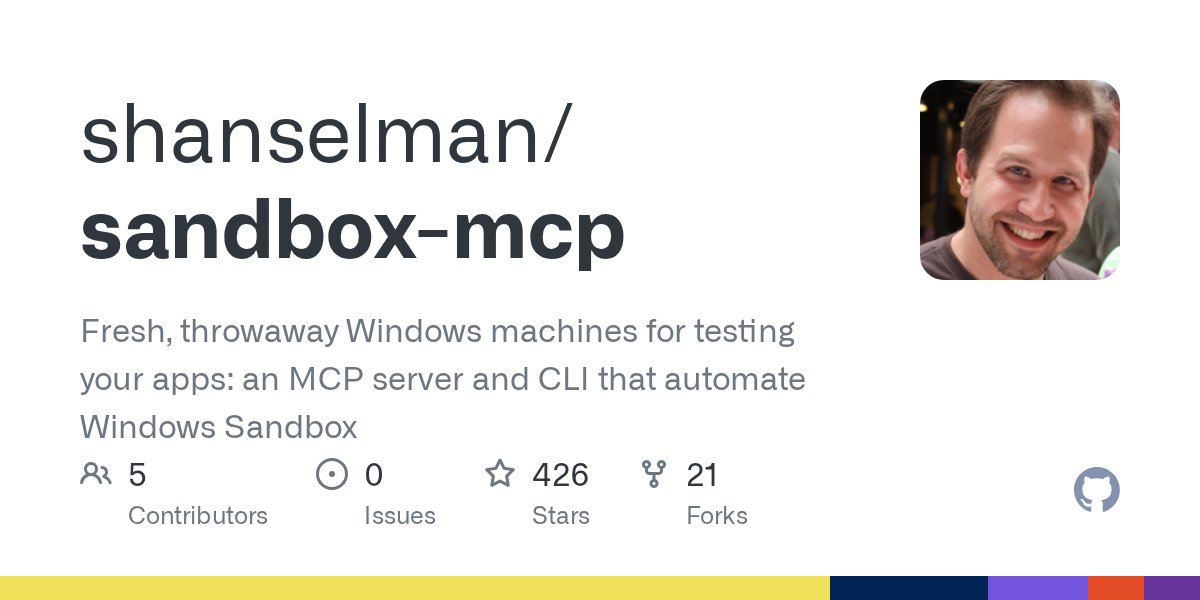 shanselman/
sandbox-mcp
Fresh, throwaway Windows machines for testing
your apps: an MCP server and CLI that automate
Windows Sandbox
5 0 426 21
Contributors Issues Stars Forks